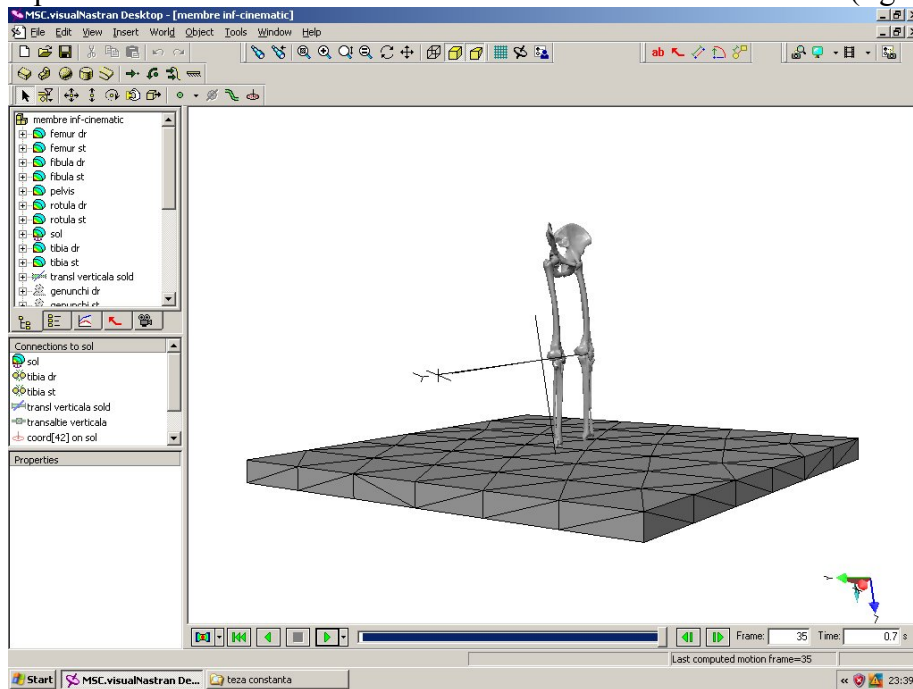 MSC.visualNastran Desktop - [membre inf-cinematic]
File Edit View Insert World Object Tools Window Help
ab
membre inf-cinematic
femur dr
femur st
fibula dr
fibula st
pelvis
rotula dr
rotula st
sol
tibia dr
tibia st
transl verticala sold
genunchi dr
genunchi st
Connections to sol
sol
tibia dr
tibia st
transl verticala sold
transaltie verticala
coord[42] on sol
Properties
Frame: 35 Time: 0.7 s
Last computed motion frame=35
Start MSC.visualNastran De... teza constanta « 23:39